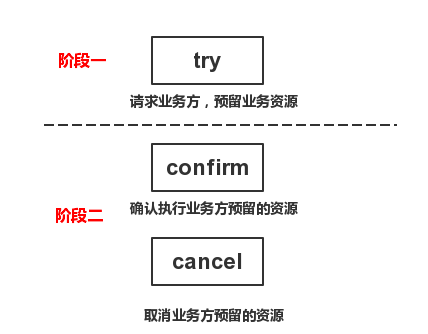 阶段一
try
请求业务方，预留业务资源
confirm
确认执行业务方预留的资源
阶段二
cancel
取消业务方预留的资源